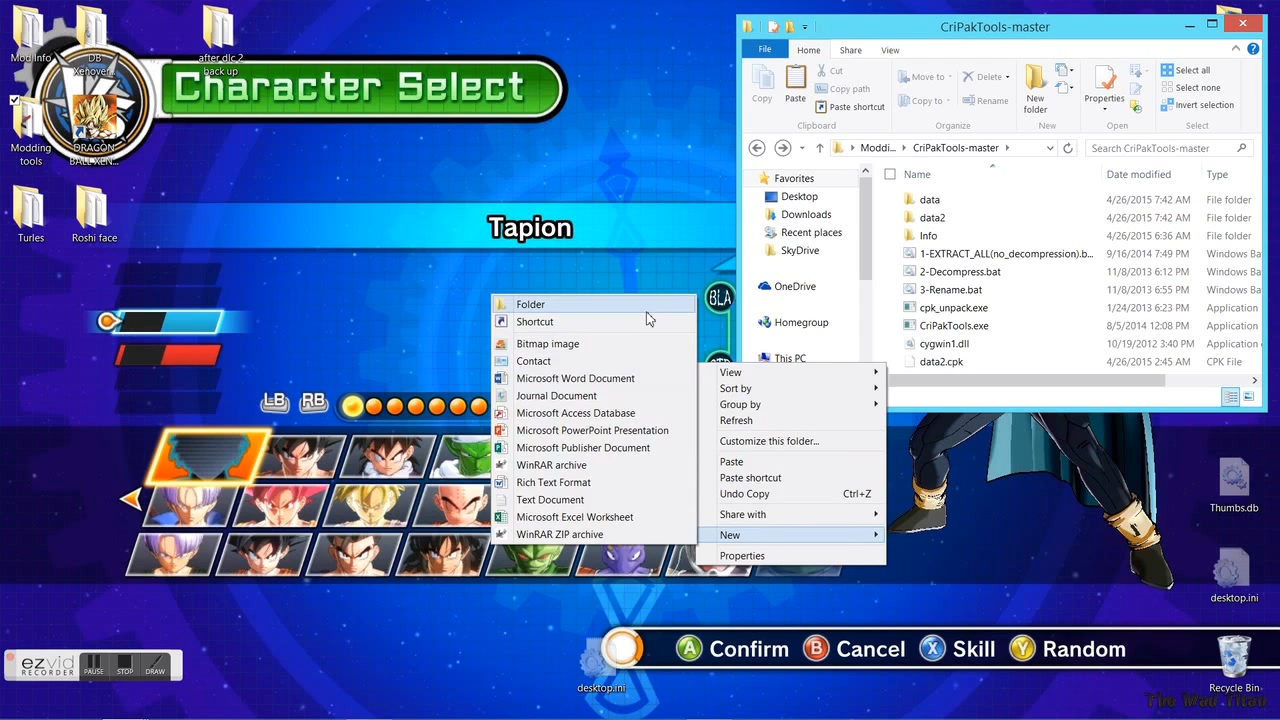 Mod Info
DB
Xenover...
after dlc 2
back up
Modding
tools
DRAGON
BALL XEN...
Turles
Roshi face
Character Select
Tapion
BLA
LB
RB
CriPakTools-master
File
Home
Share
View
Copy
Paste
Cut
Copy path
Paste shortcut
Clipboard
Move to
Copy to
Delete
Rename
Organize
New
folder
New
Properties
Open
Select all
Select none
Invert selection
Select
Moddi...
CriPakTools-master
Search CriPakTools-master
Favorites
Desktop
Downloads
Recent places
SkyDrive
OneDrive
Homegroup
This PC
Name Date modified Type
data 4/26/2015 7:42 AM File folder
data2 4/26/2015 7:42 AM File folder
Info 4/26/2015 6:36 AM File folder
1-EXTRACT_ALL(no_decompression).b... 9/16/2014 7:49 PM Windows Ba
2-Decompress.bat 11/8/2013 6:12 PM Windows Ba
3-Rename.bat 11/8/2013 6:55 PM Windows Ba
cpk_unpack.exe 1/24/2013 6:23 PM Application
CriPakTools.exe 8/5/2014 12:08 PM Application
cygwin1.dll 10/19/2012 3:40 PM Application
data2.cpk 4/26/2015 2:45 AM CPK File
View
Sort by
Group by
Refresh
Customize this folder...
Paste
Paste shortcut
Undo Copy Ctrl+Z
Share with
New
Properties
Folder
Shortcut
Bitmap image
Contact
Microsoft Word Document
Journal Document
Microsoft Access Database
Microsoft PowerPoint Presentation
Microsoft Publisher Document
WinRAR archive
Rich Text Format
Text Document
Microsoft Excel Worksheet
WinRAR ZIP archive
Thumbs.db
desktop.ini
A Confirm B Cancel X Skill Y Random
ezvid
RECORDER
PAUSE
STOP
DRAW
desktop.ini
Recycle Bin
The Mad Titan